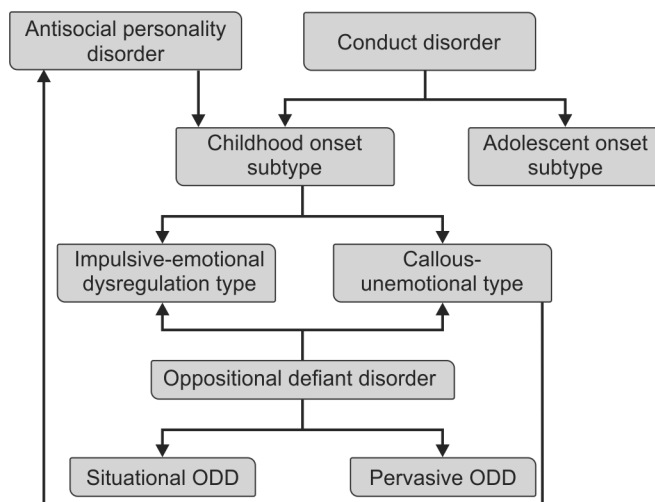 Antisocial personality
disorder
Conduct disorder
Childhood onset
subtype
Adolescent onset
subtype
Impulsive-emotional
dysregulation type
Callous-
unemotional type
Oppositional defiant disorder
Situational ODD
Pervasive ODD